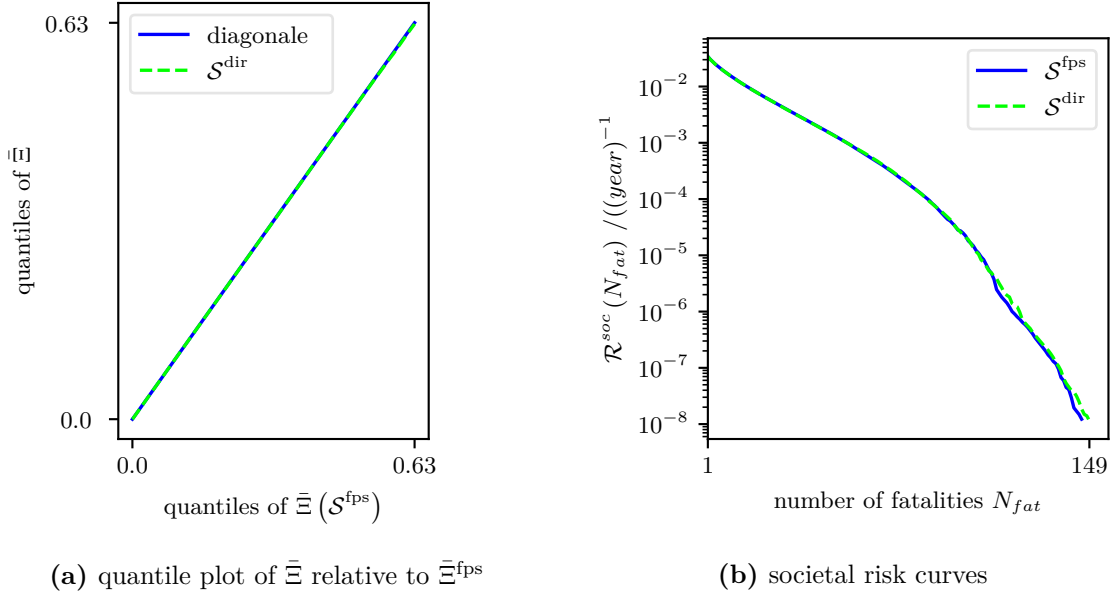 0.63
diagonale
𝒮^dir
quantiles of Ξ̄
0.0
0.0
0.63
quantiles of Ξ̄ (𝒮^fps)
(a) quantile plot of Ξ̄ relative to Ξ̄^fps
𝒮^fps
𝒮^dir
ℛ^soc (N_fat) /((year)^−1
10^−2
10^−3
10^−4
10^−5
10^−6
10^−7
10^−8
1
149
number of fatalities N_fat
(b) societal risk curves